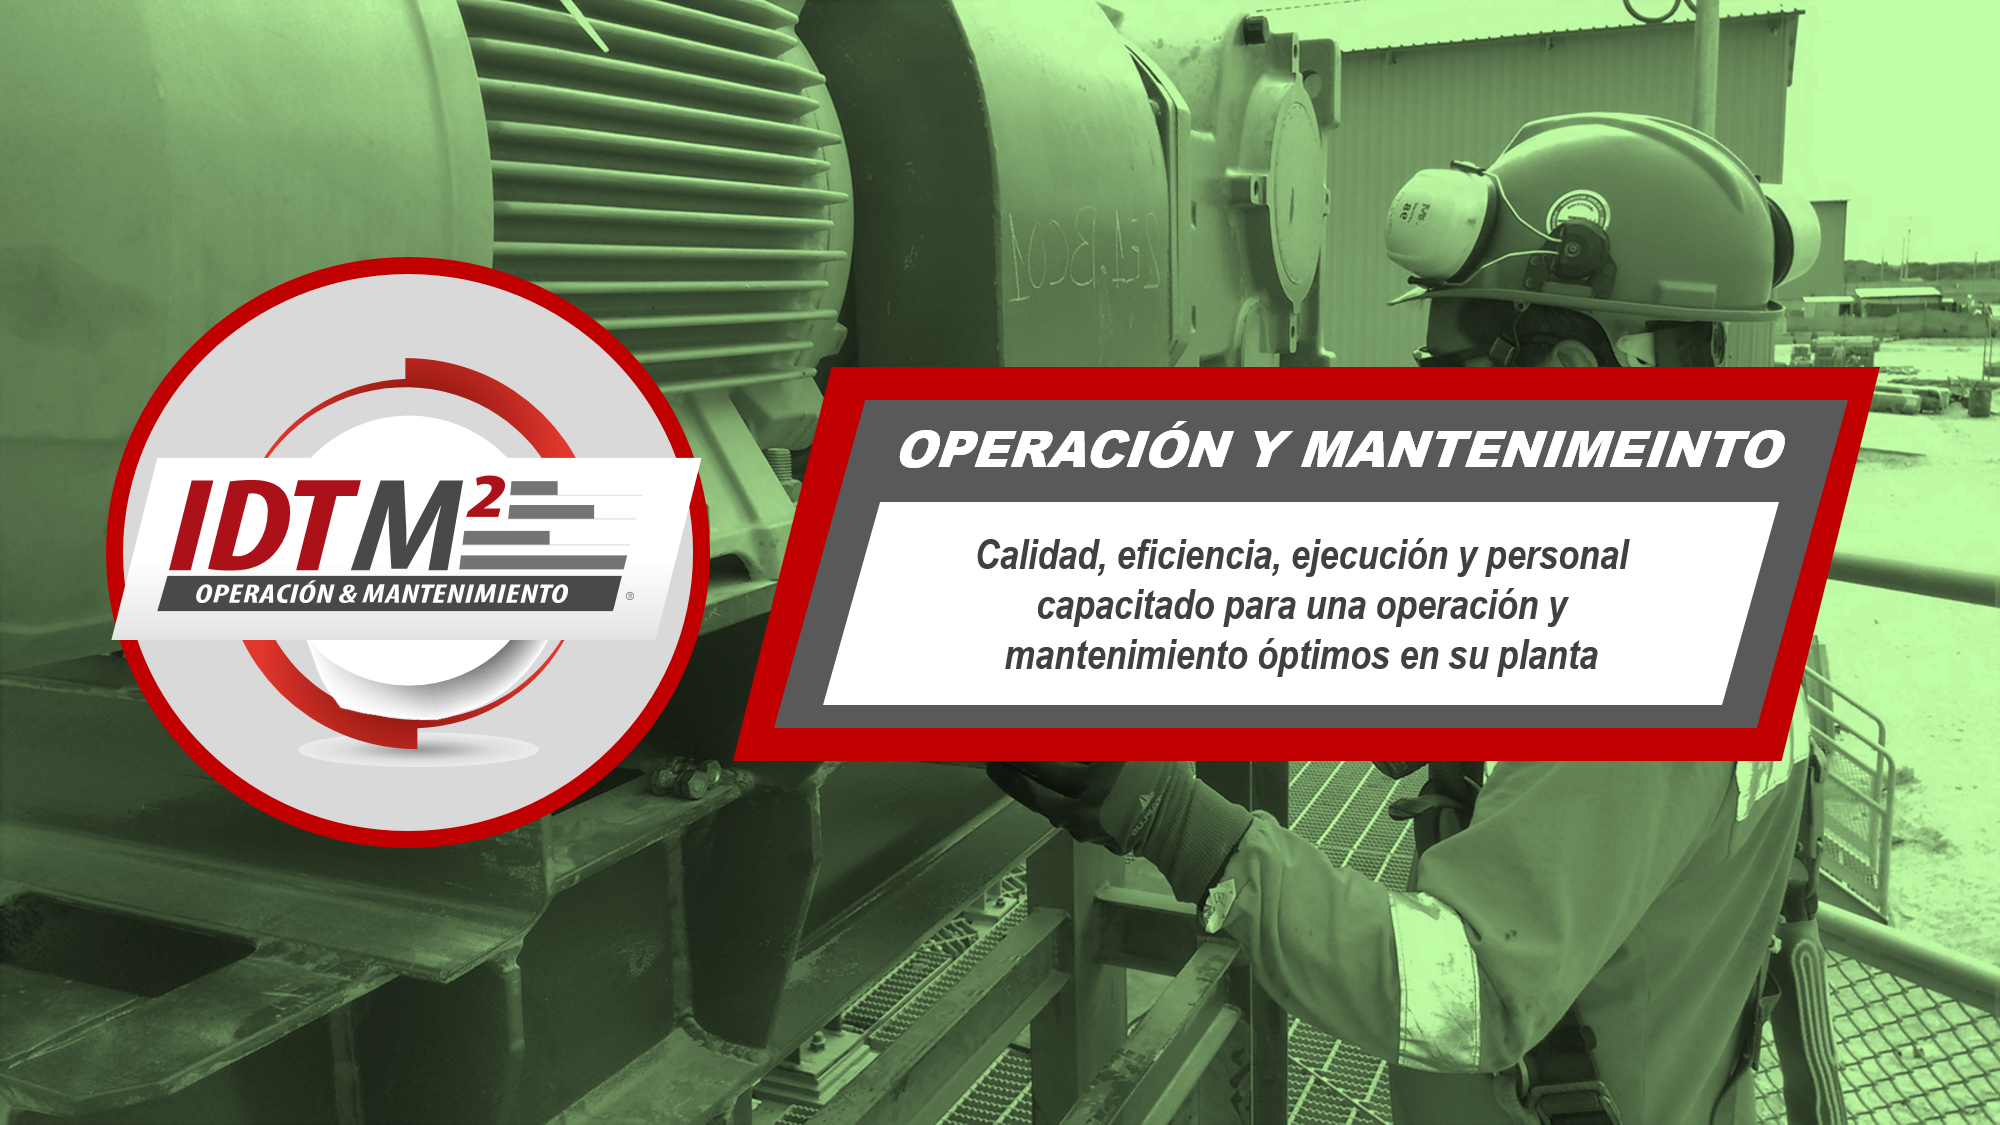 IDTM²
OPERACIÓN & MANTENIMIENTO ®
OPERACIÓN Y MANTENIMEINTO
Calidad, eficiencia, ejecución y personal
capacitado para una operación y
mantenimiento óptimos en su planta